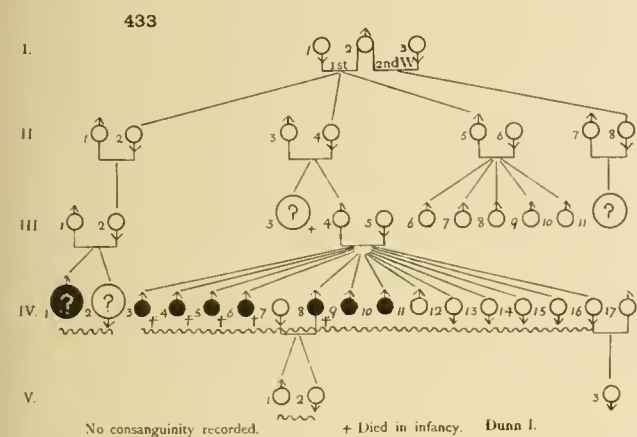 433
I. 1 2 3
1st 2ndW
II 1 2 3 4 5 6 7 8
III 1 2 3 ? + 4 5 6 7 8 9 10 11 ?
IV. 1 ? 2 ? 3 + 4 + 5 + 6 + 7 8 + 9 10 11 12 13 14 15 16 17
V. 1 2 3
No consanguinity recorded. + Died in infancy. Dunn I.